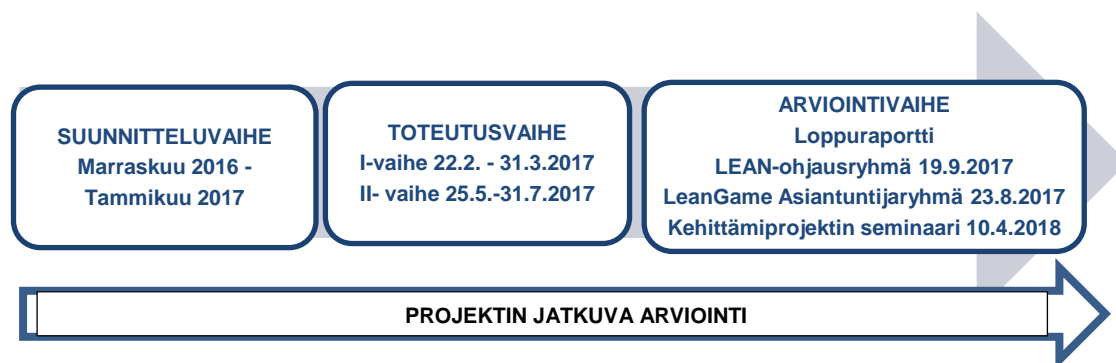 SUUNNITTELUVAIHE
Marraskuu 2016 -
Tammikuu 2017
TOTEUTUSVAIHE
I-vaihe 22.2. - 31.3.2017
II- vaihe 25.5.-31.7.2017
ARVIOINTIVAIHE
Loppuraportti
LEAN-ohjausryhmä 19.9.2017
LeanGame Asiantuntijaryhmä 23.8.2017
Kehittämiprojektin seminaari 10.4.2018
PROJEKTIN JATKUVA ARVIOINTI